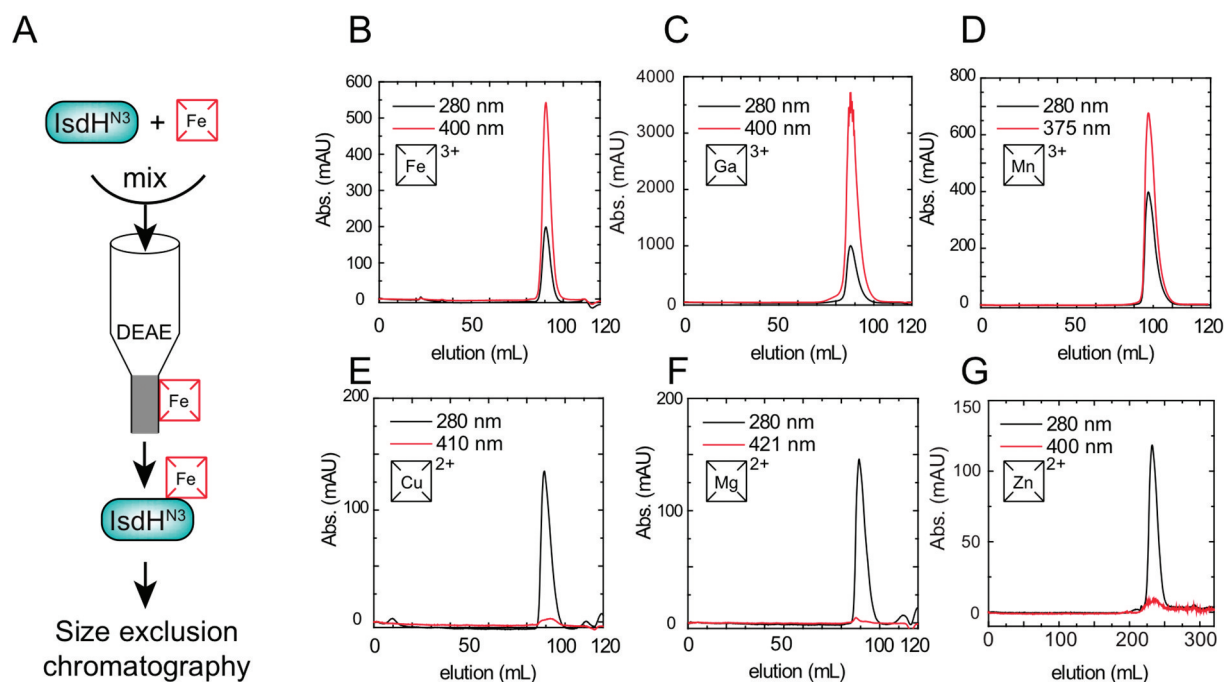 A
IsdHN3 + Fe
mix
DEAE
Fe
Fe
IsdHN3
Size exclusion
chromatography
B
600
500
400
300
200
100
0
Abs. (mAU)
280 nm
400 nm
Fe 3+
0 50 100 120
elution (mL)
C
4000
3000
2000
1000
0
Abs. (mAU)
280 nm
400 nm
Ga 3+
0 50 100 120
elution (mL)
D
800
600
400
200
0
Abs. (mAU)
280 nm
375 nm
Mn 3+
0 50 100 120
elution (mL)
E
200
100
0
Abs. (mAU)
280 nm
410 nm
Cu 2+
0 50 100 120
elution (mL)
F
200
100
0
Abs. (mAU)
280 nm
421 nm
Mg 2+
0 50 100 120
elution (mL)
G
150
100
50
0
Abs. (mAU)
280 nm
400 nm
Zn 2+
0 100 200 300
elution (mL)